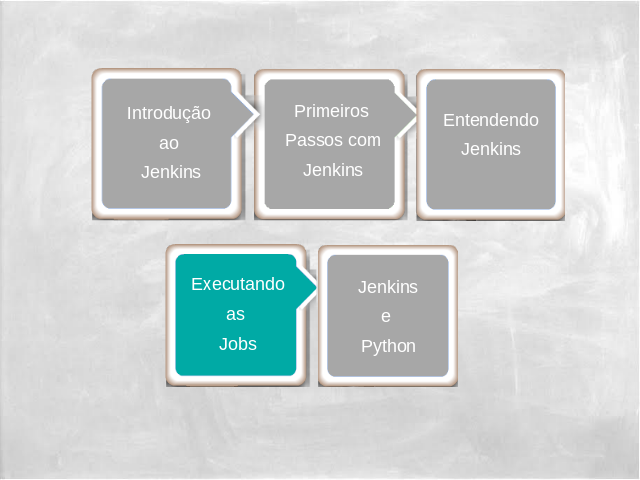 Introdução
ao
Jenkins
Primeiros
Passos com
Jenkins
Entendendo
Jenkins
Executando
as
Jobs
Jenkins
e
Python